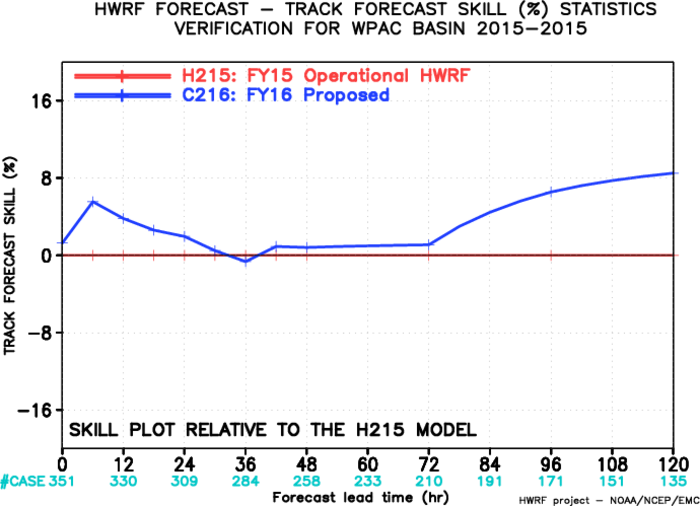 HWRF FORECAST − TRACK FORECAST SKILL (%) STATISTICS
VERIFICATION FOR WPAC BASIN 2015−2015
H215: FY15 Operational HWRF
C216: FY16 Proposed
16
8
0
−8
−16
TRACK FORECAST SKILL (%)
SKILL PLOT RELATIVE TO THE H215 MODEL
0 12 24 36 48 60 72 84 96 108 120
#CASE 351 330 309 284 258 233 210 191 171 151 135
Forecast lead time (hr)
HWRF project − NOAA/NCEP/EMC